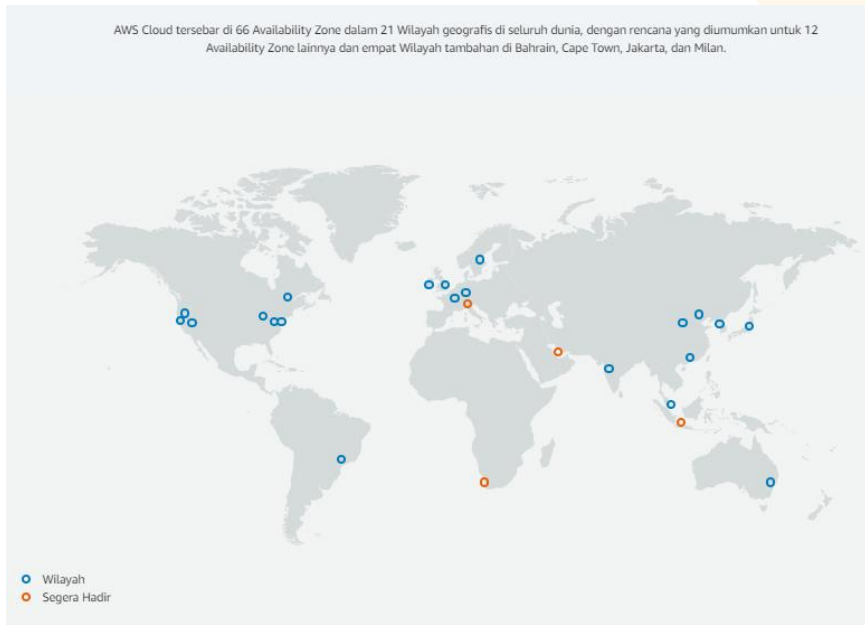 AWS Cloud tersebar di 66 Availability Zone dalam 21 Wilayah geografis di seluruh dunia, dengan rencana yang diumumkan untuk 12
Availability Zone lainnya dan empat Wilayah tambahan di Bahrain, Cape Town, Jakarta, dan Milan.
Wilayah
Segera Hadir